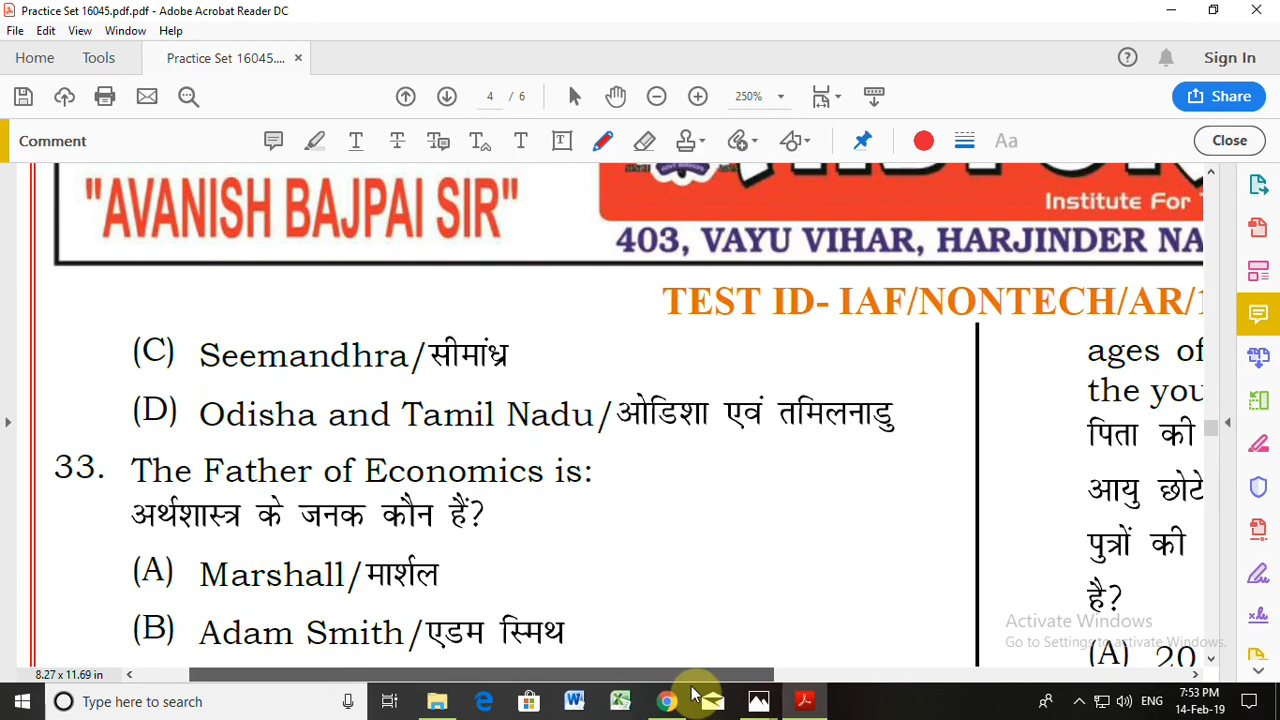 Practice Set 16045.pdf.pdf - Adobe Acrobat Reader DC
File Edit View Window Help
Home Tools Practice Set 16045.... × Sign In
4 / 6 250% Share
Comment Aa Close
"AVANISH BAJPAI SIR"
Institute For T
403, VAYU VIHAR, HARJINDER NA
TEST ID- IAF/NONTECH/AR/1
(C) Seemandhra/सीमांध्र
(D) Odisha and Tamil Nadu/ओडिशा एवं तमिलनाडु
33. The Father of Economics is:
अर्थशास्त्र के जनक कौन हैं?
(A) Marshall/मार्शल
(B) Adam Smith/एडम स्मिथ
ages of
the you
पिता की
आयु छोटे
पुत्रों की
है?
(A) 20
Activate Windows
Go to Settings to activate Windows.
8.27 x 11.69 in
Type here to search
ENG
7:53 PM
14-Feb-19